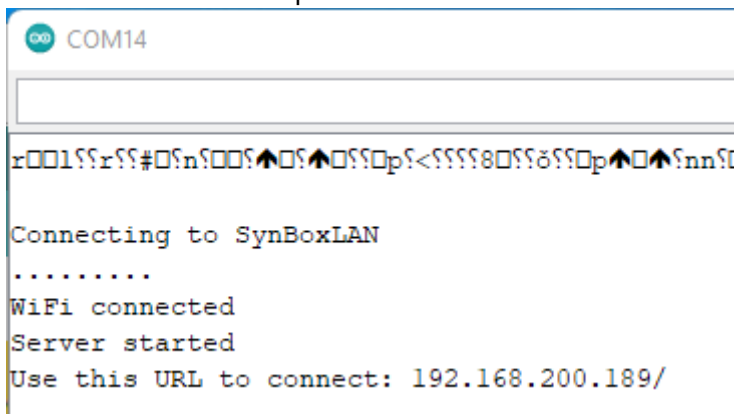 COM14
Connecting to SynBoxLAN
.........
WiFi connected
Server started
Use this URL to connect: 192.168.200.189/